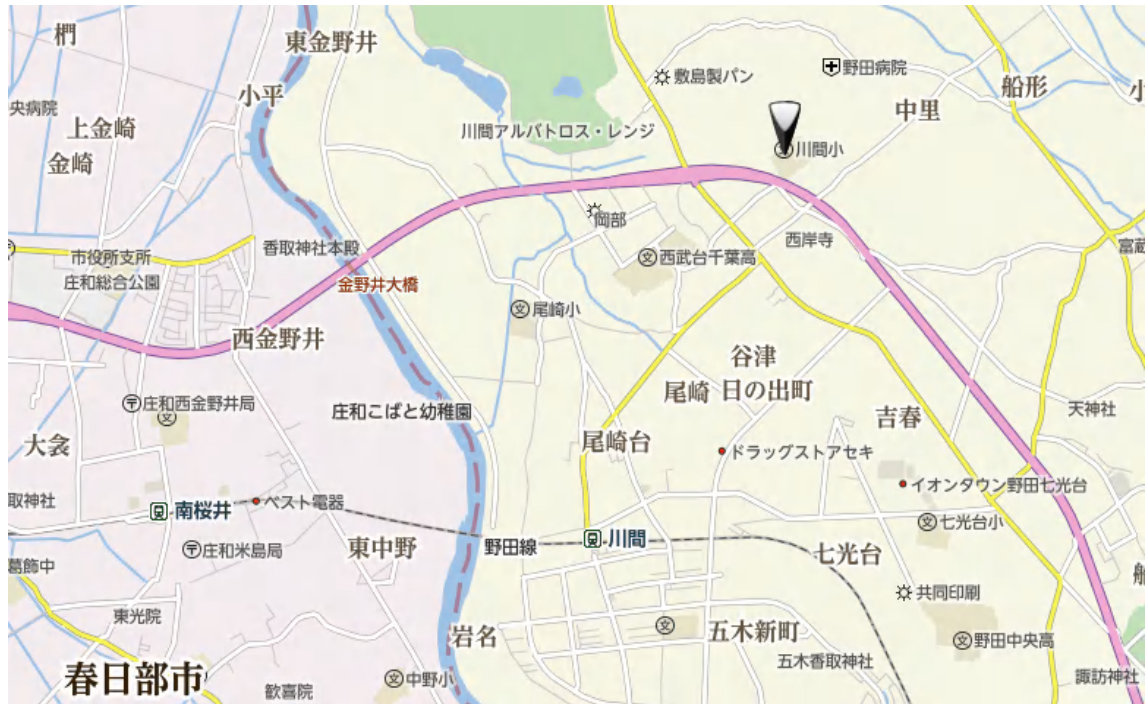 椚
東金野井
敷島製パン
野田病院
船形
小
小平
中里
央病院
上金崎
川間アルバトロス・レンジ
川間小
金崎
岡部
西岸寺
市役所支所
香取神社本殿
西武台千葉高
富蔵
庄和総合公園
金野井大橋
尾崎小
西金野井
谷津
尾崎
日の出町
庄和西金野井局
庄和こばと幼稚園
吉春
天神社
大衾
尾崎台
ドラッグストアセキ
イオンタウン野田七光台
取神社
南桜井
ベスト電器
七光台小
庄和米島局
東中野
野田線
川間
七光台
葛飾中
船
共同印刷
東光院
岩名
五木新町
野田中央高
五木香取神社
春日部市
歓喜院
中野小
諏訪神社